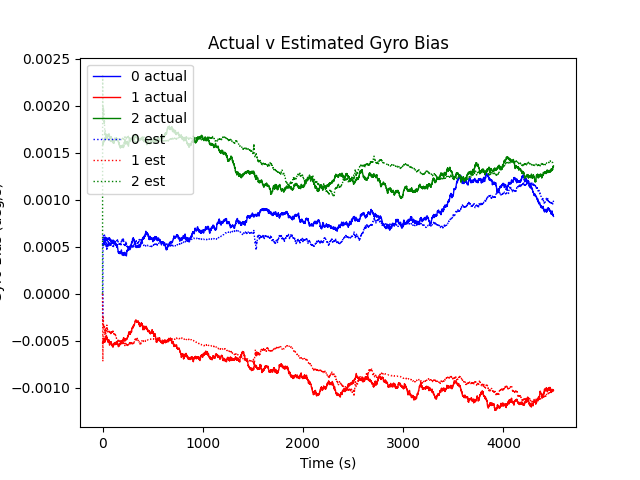 Actual v Estimated Gyro Bias
0.0025
0.0020
0.0015
0.0010
0.0005
0.0000
−0.0005
−0.0010
0 actual
1 actual
2 actual
0 est
1 est
2 est
0
1000
2000
3000
4000
Time (s)